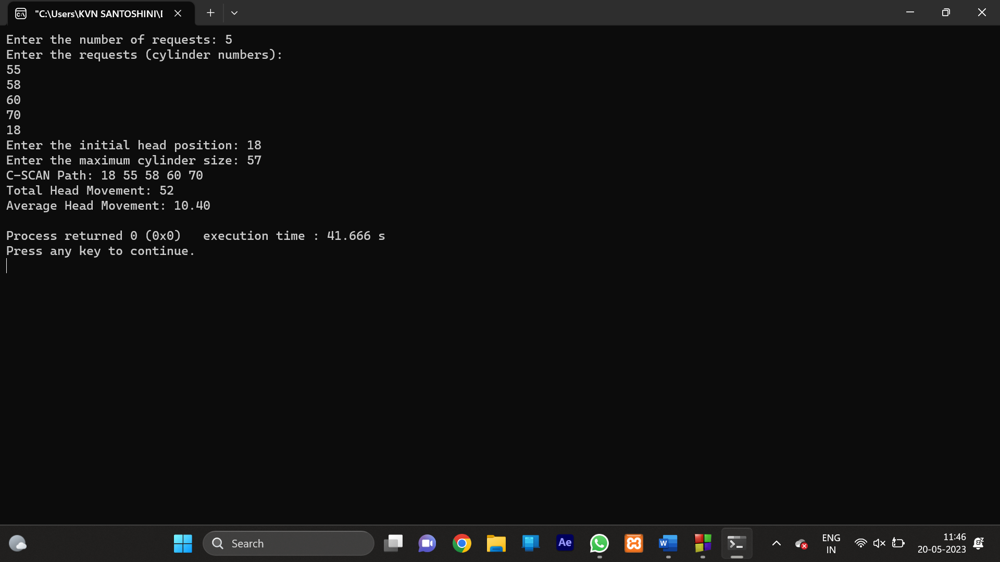 "C:\Users\KVN SANTOSHINI\I
Enter the number of requests: 5
Enter the requests (cylinder numbers):
55
58
60
70
18
Enter the initial head position: 18
Enter the maximum cylinder size: 57
C-SCAN Path: 18 55 58 60 70
Total Head Movement: 52
Average Head Movement: 10.40
Process returned 0 (0x0)   execution time : 41.666 s
Press any key to continue.
Search
Ae
W
ENG
IN
11:46
20-05-2023